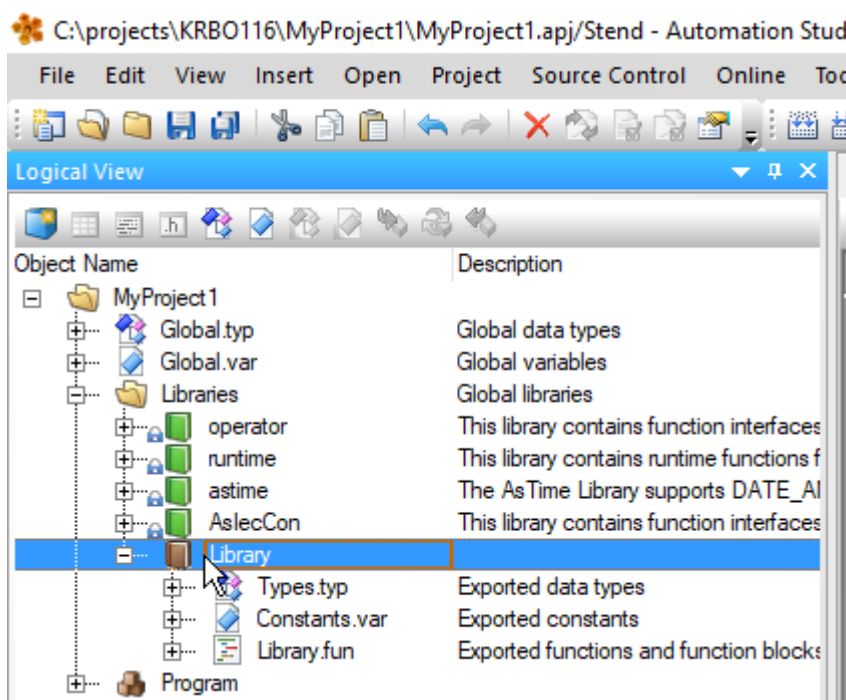 C:\projects\KRBO116\MyProject1\MyProject1.apj/Stend - Automation Stud
File Edit View Insert Open Project Source Control Online Too
Logical View
.h
Object Name Description
MyProject1
Global.typ Global data types
Global.var Global variables
Libraries Global libraries
operator This library contains function interfaces
runtime This library contains runtime functions f
astime The AsTime Library supports DATE_AN
AsIecCon This library contains function interfaces
Library
Types.typ Exported data types
Constants.var Exported constants
Library.fun Exported functions and function blocks
Program